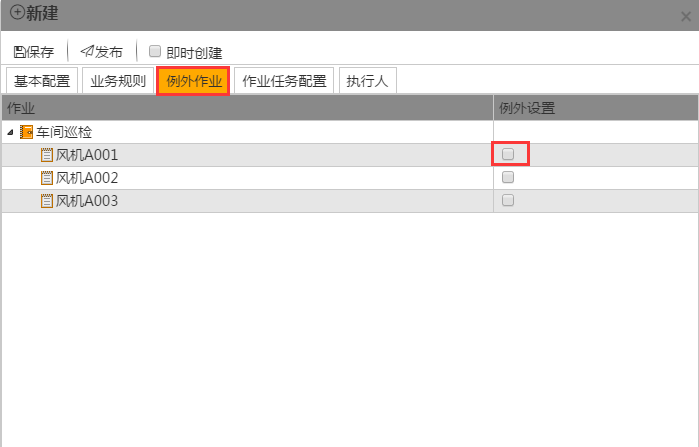 新建
保存 发布 即时创建
基本配置 业务规则 例外作业 作业任务配置 执行人
作业 例外设置
车间巡检
风机A001
风机A002
风机A003